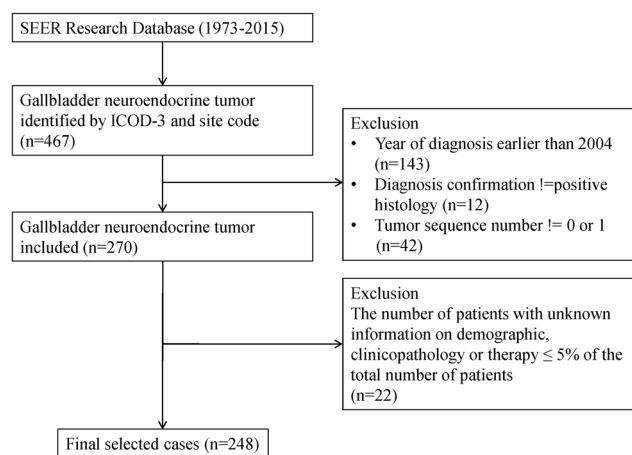 SEER Research Database (1973-2015)
Gallbladder neuroendocrine tumor
identified by ICOD-3 and site code
(n=467)
Exclusion
• Year of diagnosis earlier than 2004
(n=143)
• Diagnosis confirmation !=positive
histology (n=12)
• Tumor sequence number != 0 or 1
(n=42)
Gallbladder neuroendocrine tumor
included (n=270)
Exclusion
The number of patients with unknown
information on demographic,
clinicopathology or therapy ≤ 5% of the
total number of patients
(n=22)
Final selected cases (n=248)